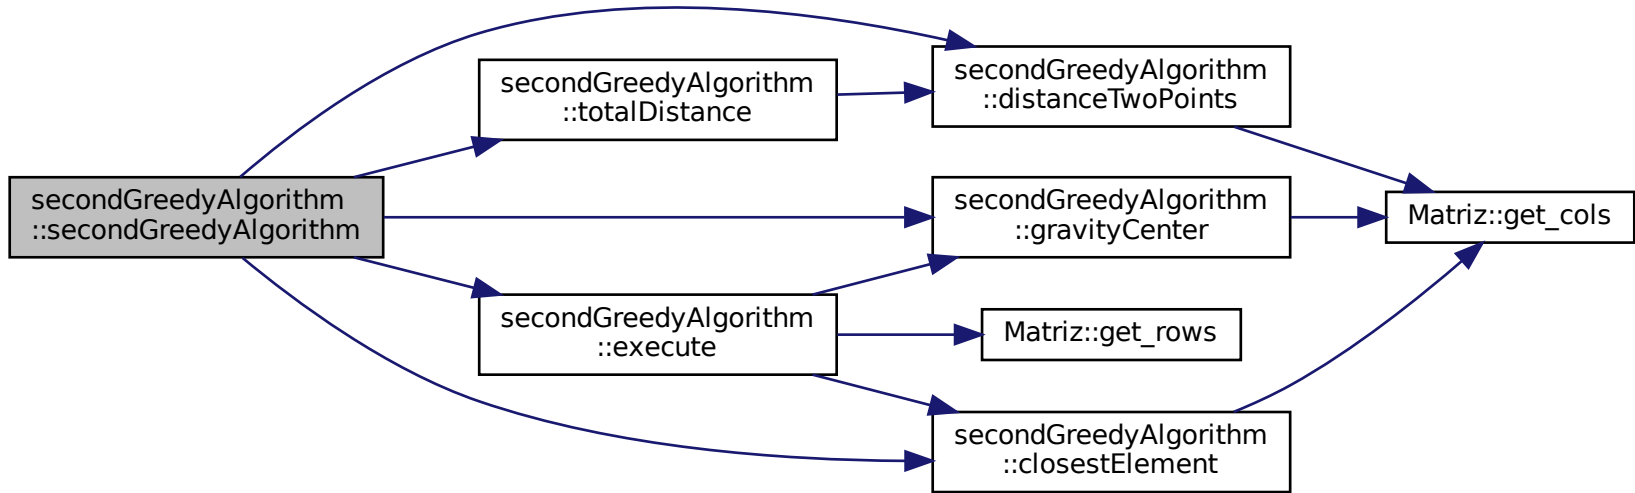 secondGreedyAlgorithm
::secondGreedyAlgorithm
secondGreedyAlgorithm
::totalDistance
secondGreedyAlgorithm
::execute
secondGreedyAlgorithm
::distanceTwoPoints
secondGreedyAlgorithm
::gravityCenter
Matriz::get_rows
secondGreedyAlgorithm
::closestElement
Matriz::get_cols